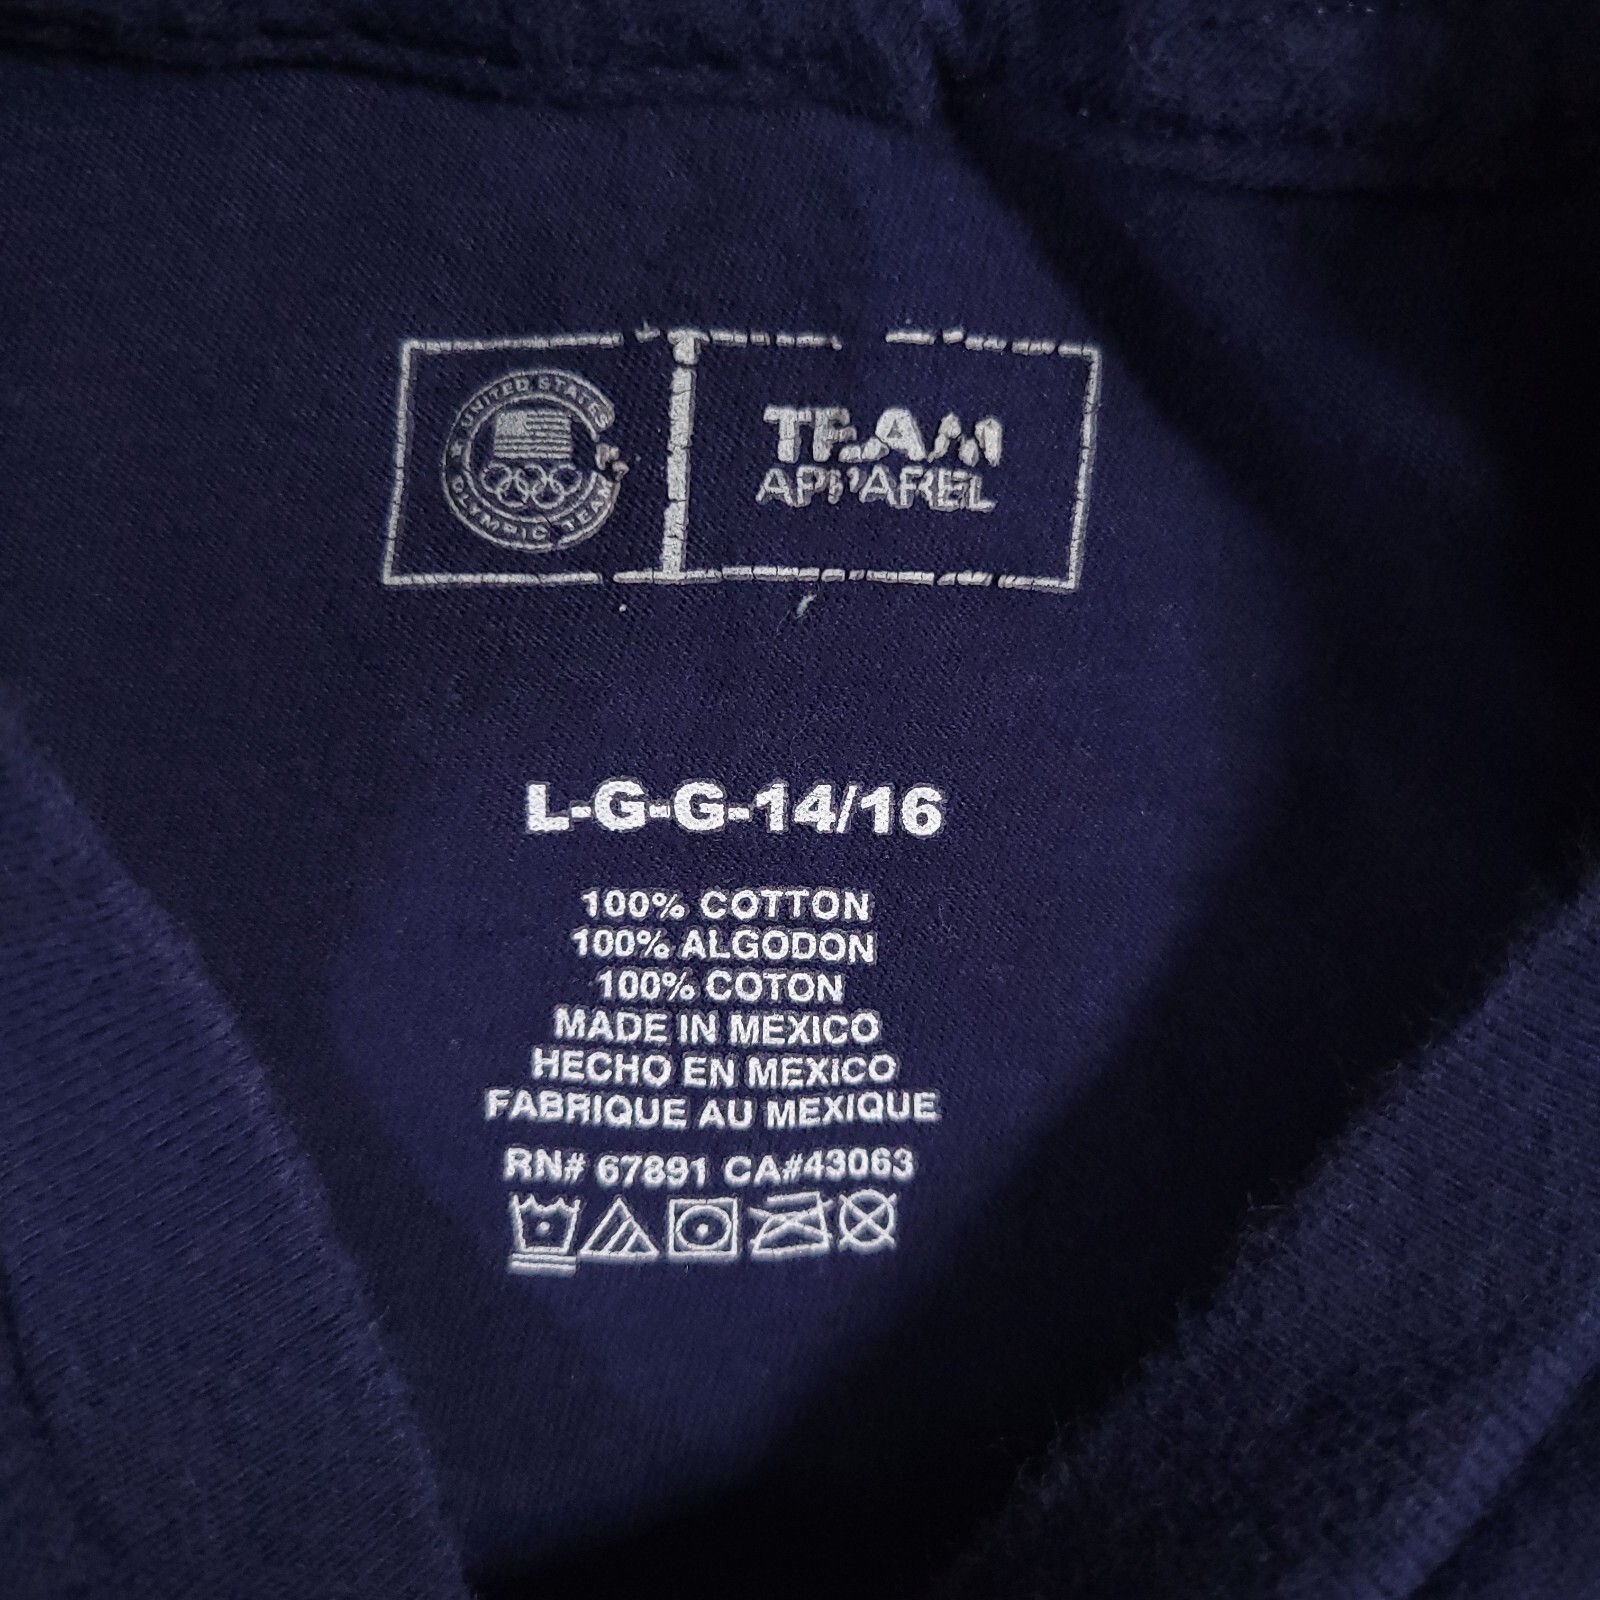 UNITED STATES
OLYMPIC TEAM
TEAM
APPAREL
L-G-G-14/16
100% COTTON
100% ALGODON
100% COTON
MADE IN MEXICO
HECHO EN MEXICO
FABRIQUE AU MEXIQUE
RN# 67891 CA#43063